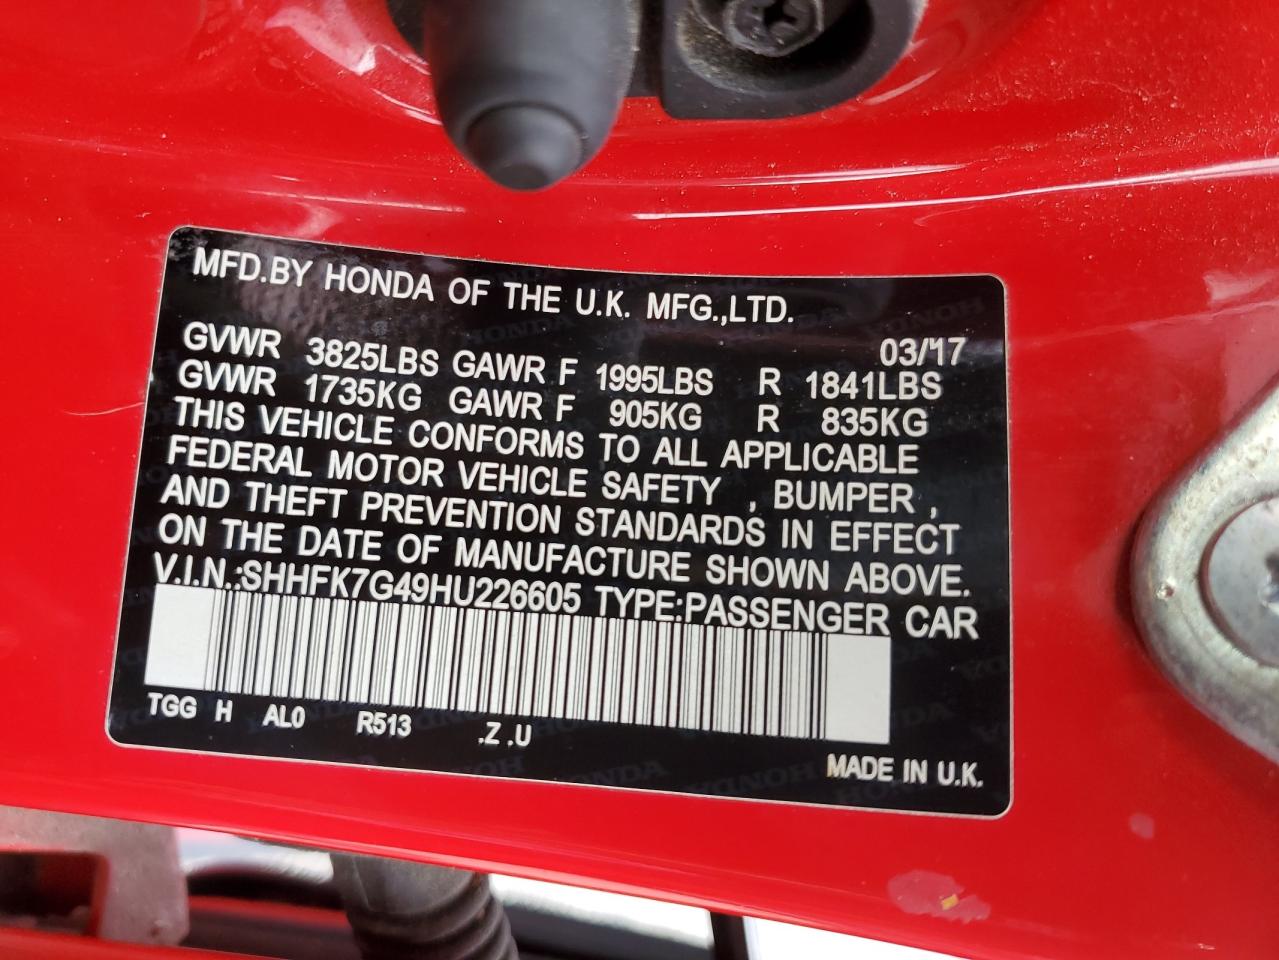 MFD.BY HONDA OF THE U.K. MFG.,LTD.
03/'17
GVWR 3825LBS GAWR F 1995LBS R 1841LBS
GVWR 1735KG GAWR F 905KG R 835KG
THIS VEHICLE CONFORMS TO ALL APPLICABLE
FEDERAL MOTOR VEHICLE SAFETY , BUMPER ,
AND THEFT PREVENTION STANDARDS IN EFFECT
ON THE DATE OF MANUFACTURE SHOWN ABOVE.
V.I.N.:SHHFK7G49HU226605 TYPE:PASSENGER CAR
TGG H AL0 R513 .Z .U
MADE IN U.K.